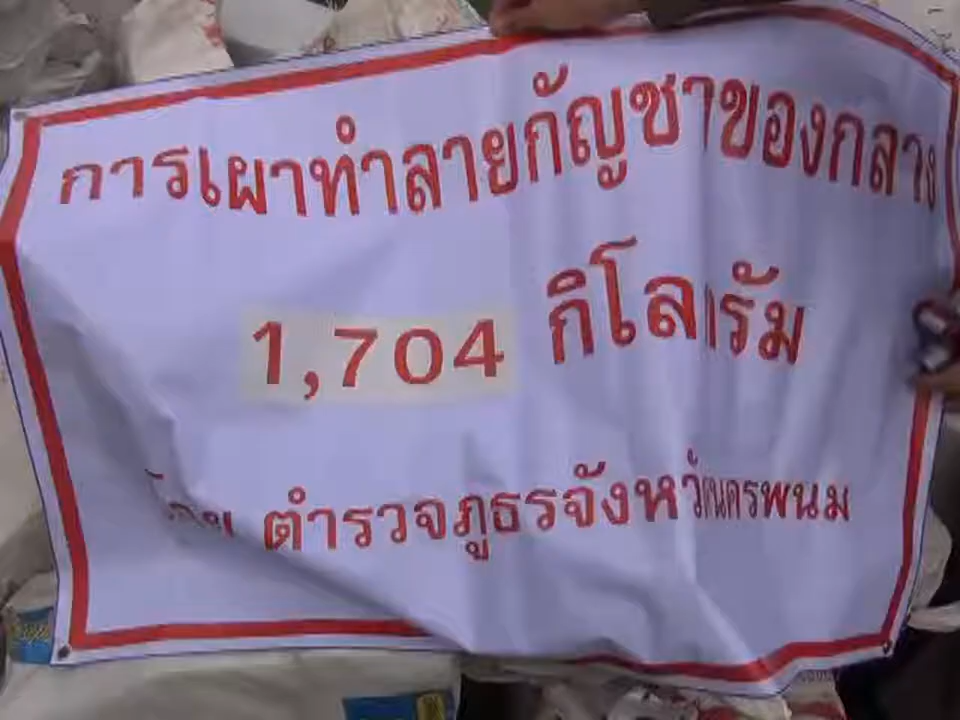 การเผาทำลายกัญชาของกลาง
1,704 กิโลกรัม
โดย ตำรวจภูธรจังหวัดนครพนม